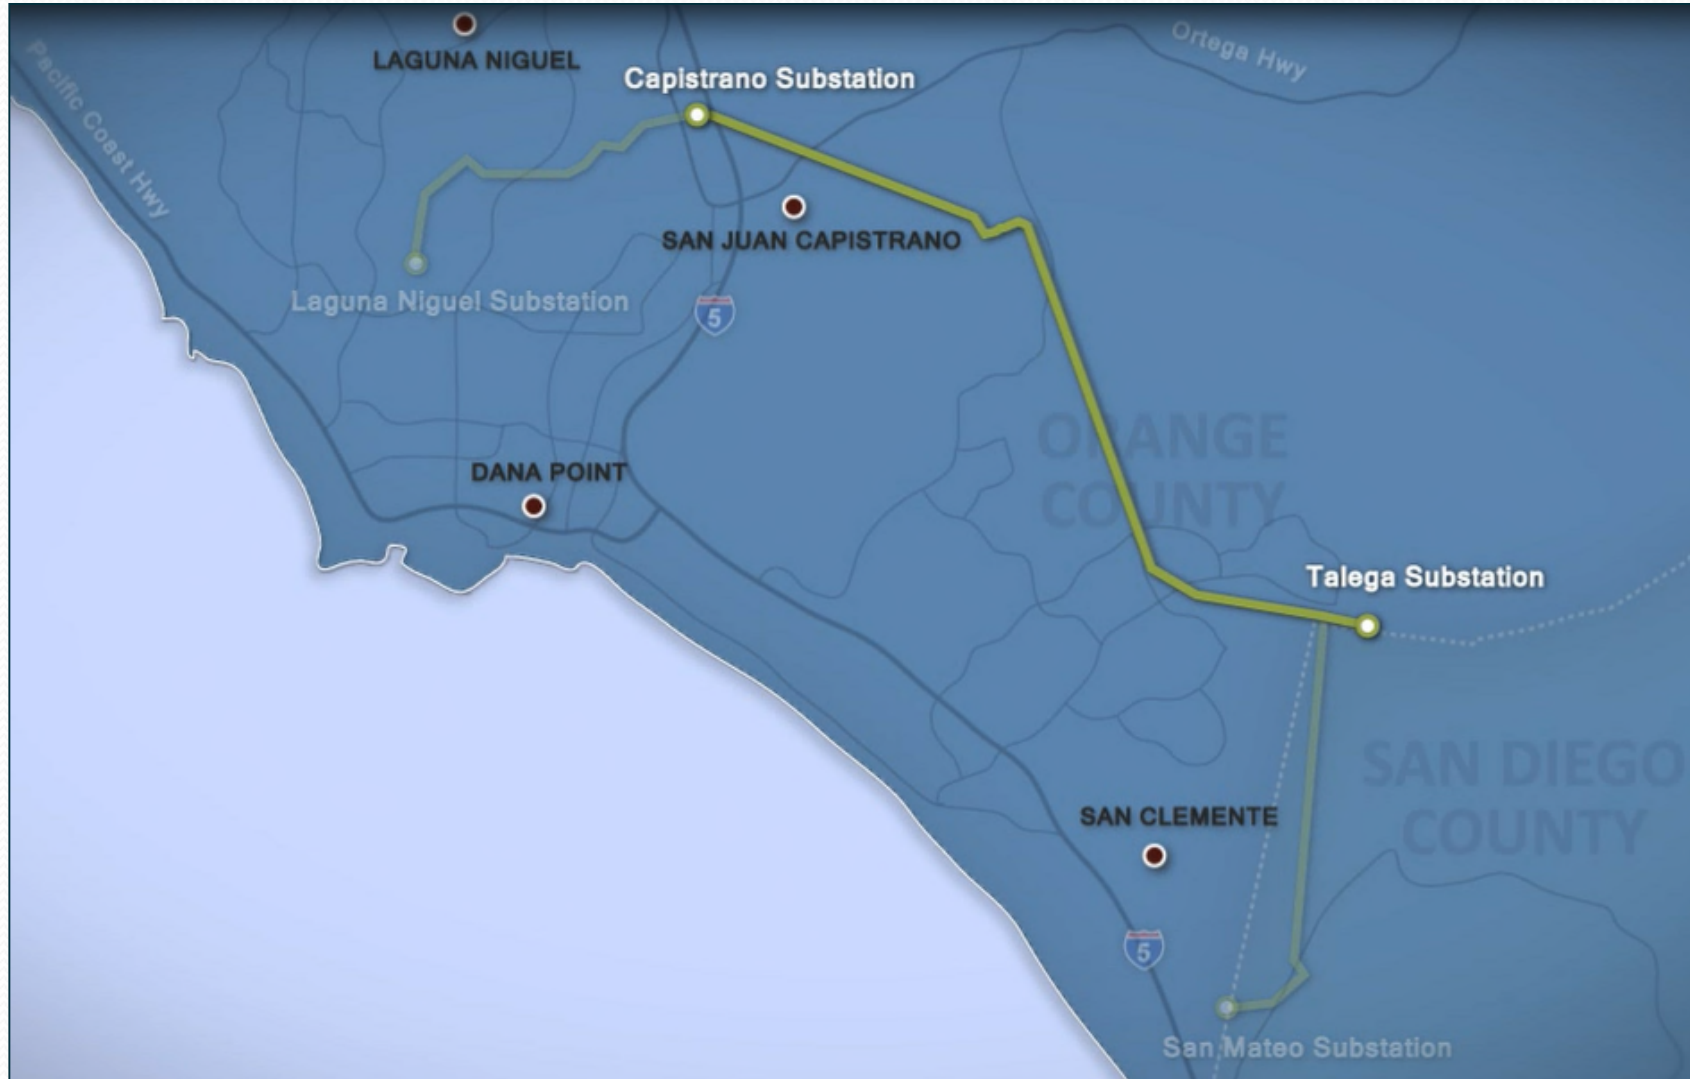 LAGUNA NIGUEL
Pacific Coast Hwy
Ortega Hwy
Capistrano Substation
SAN JUAN CAPISTRANO
Laguna Niguel Substation
5
ORANGE
COUNTY
DANA POINT
Talega Substation
SAN DIEGO
COUNTY
SAN CLEMENTE
5
San Mateo Substation